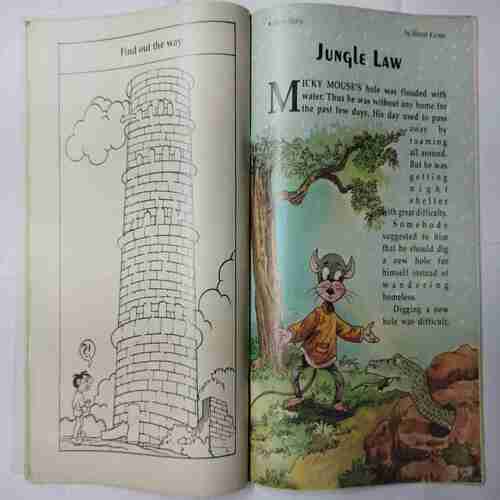 Find out the way
JUNGLE LAW
MICKY MOUSE'S hole was flooded with
water. Thus he was without any home for
the past few days. His day used to pass
away by
roaming
all around.
But he was
getting
night
shelter
with great difficulty.
Somebody
suggested to him
that he should dig
a new hole for
himself instead of
wandering
homeless.
Digging a new
hole was difficult.